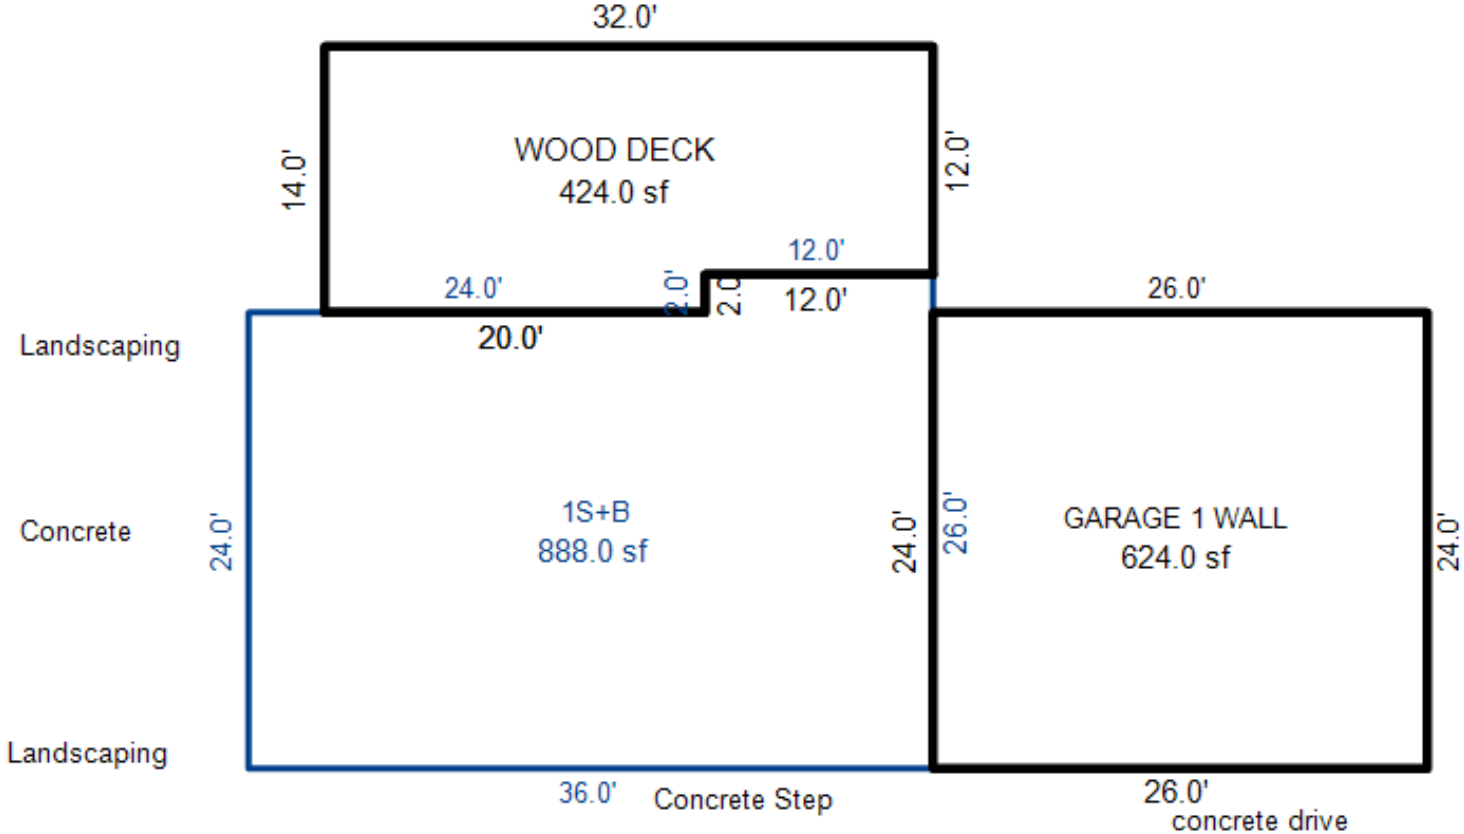 32.0'
WOOD DECK
424.0 sf
14.0'
12.0'
12.0'
24.0'
2.0'
2.0
12.0'
26.0'
20.0'
Landscaping
1S+B
888.0 sf
Concrete
24.0'
24.0'
26.0'
GARAGE 1 WALL
624.0 sf
24.0'
Landscaping
36.0'
Concrete Step
26.0'
concrete drive